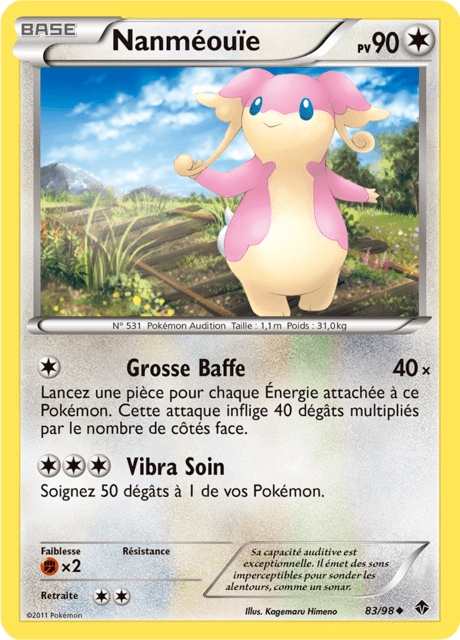 BASE
Nanméouïe
PV 90
N° 531 Pokémon Audition Taille : 1,1m Poids : 31,0kg
Grosse Baffe 40×
Lancez une pièce pour chaque Énergie attachée à ce
Pokémon. Cette attaque inflige 40 dégâts multipliés
par le nombre de côtés face.
Vibra Soin
Soignez 50 dégâts à 1 de vos Pokémon.
Faiblesse Résistance
×2
Retraite
Sa capacité auditive est
exceptionnelle. Il émet des sons
imperceptibles pour sonder les
alentours, comme un sonar.
©2011 Pokémon
Illus. Kagemaru Himeno
83/98